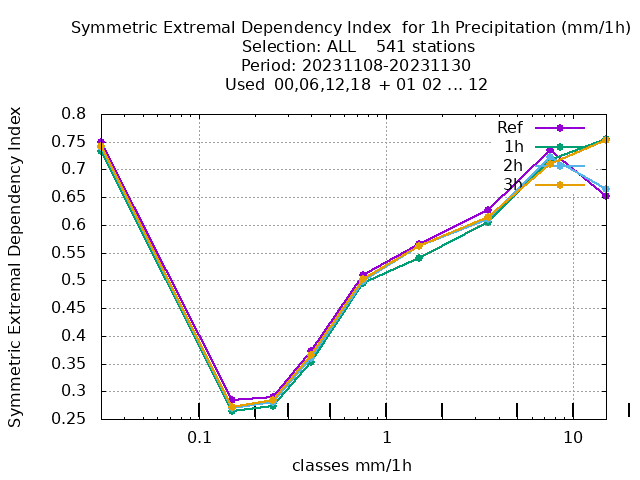 Symmetric Extremal Dependency Index  for 1h Precipitation (mm/1h)
Selection: ALL    541 stations
Period: 20231108-20231130
Used  00,06,12,18 + 01 02 ... 12
Symmetric Extremal Dependency Index
0.8
0.75
0.7
0.65
0.6
0.55
0.5
0.45
0.4
0.35
0.3
0.25
Ref
1h
2h
3h
0.1 1 10
classes mm/1h